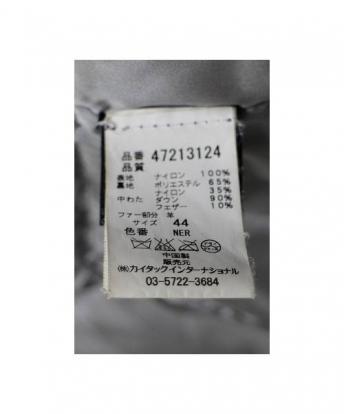 品番 47213124
品質
表地 ナイロン 100%
裏地 ポリエステル 65%
ナイロン 35%
中わた ダウン 90%
フェザー 10%
ファー部分 羊
サイズ 44
色番 NER
中国製
販売元
㈱カイタックインターナショナル
03-5722-3684